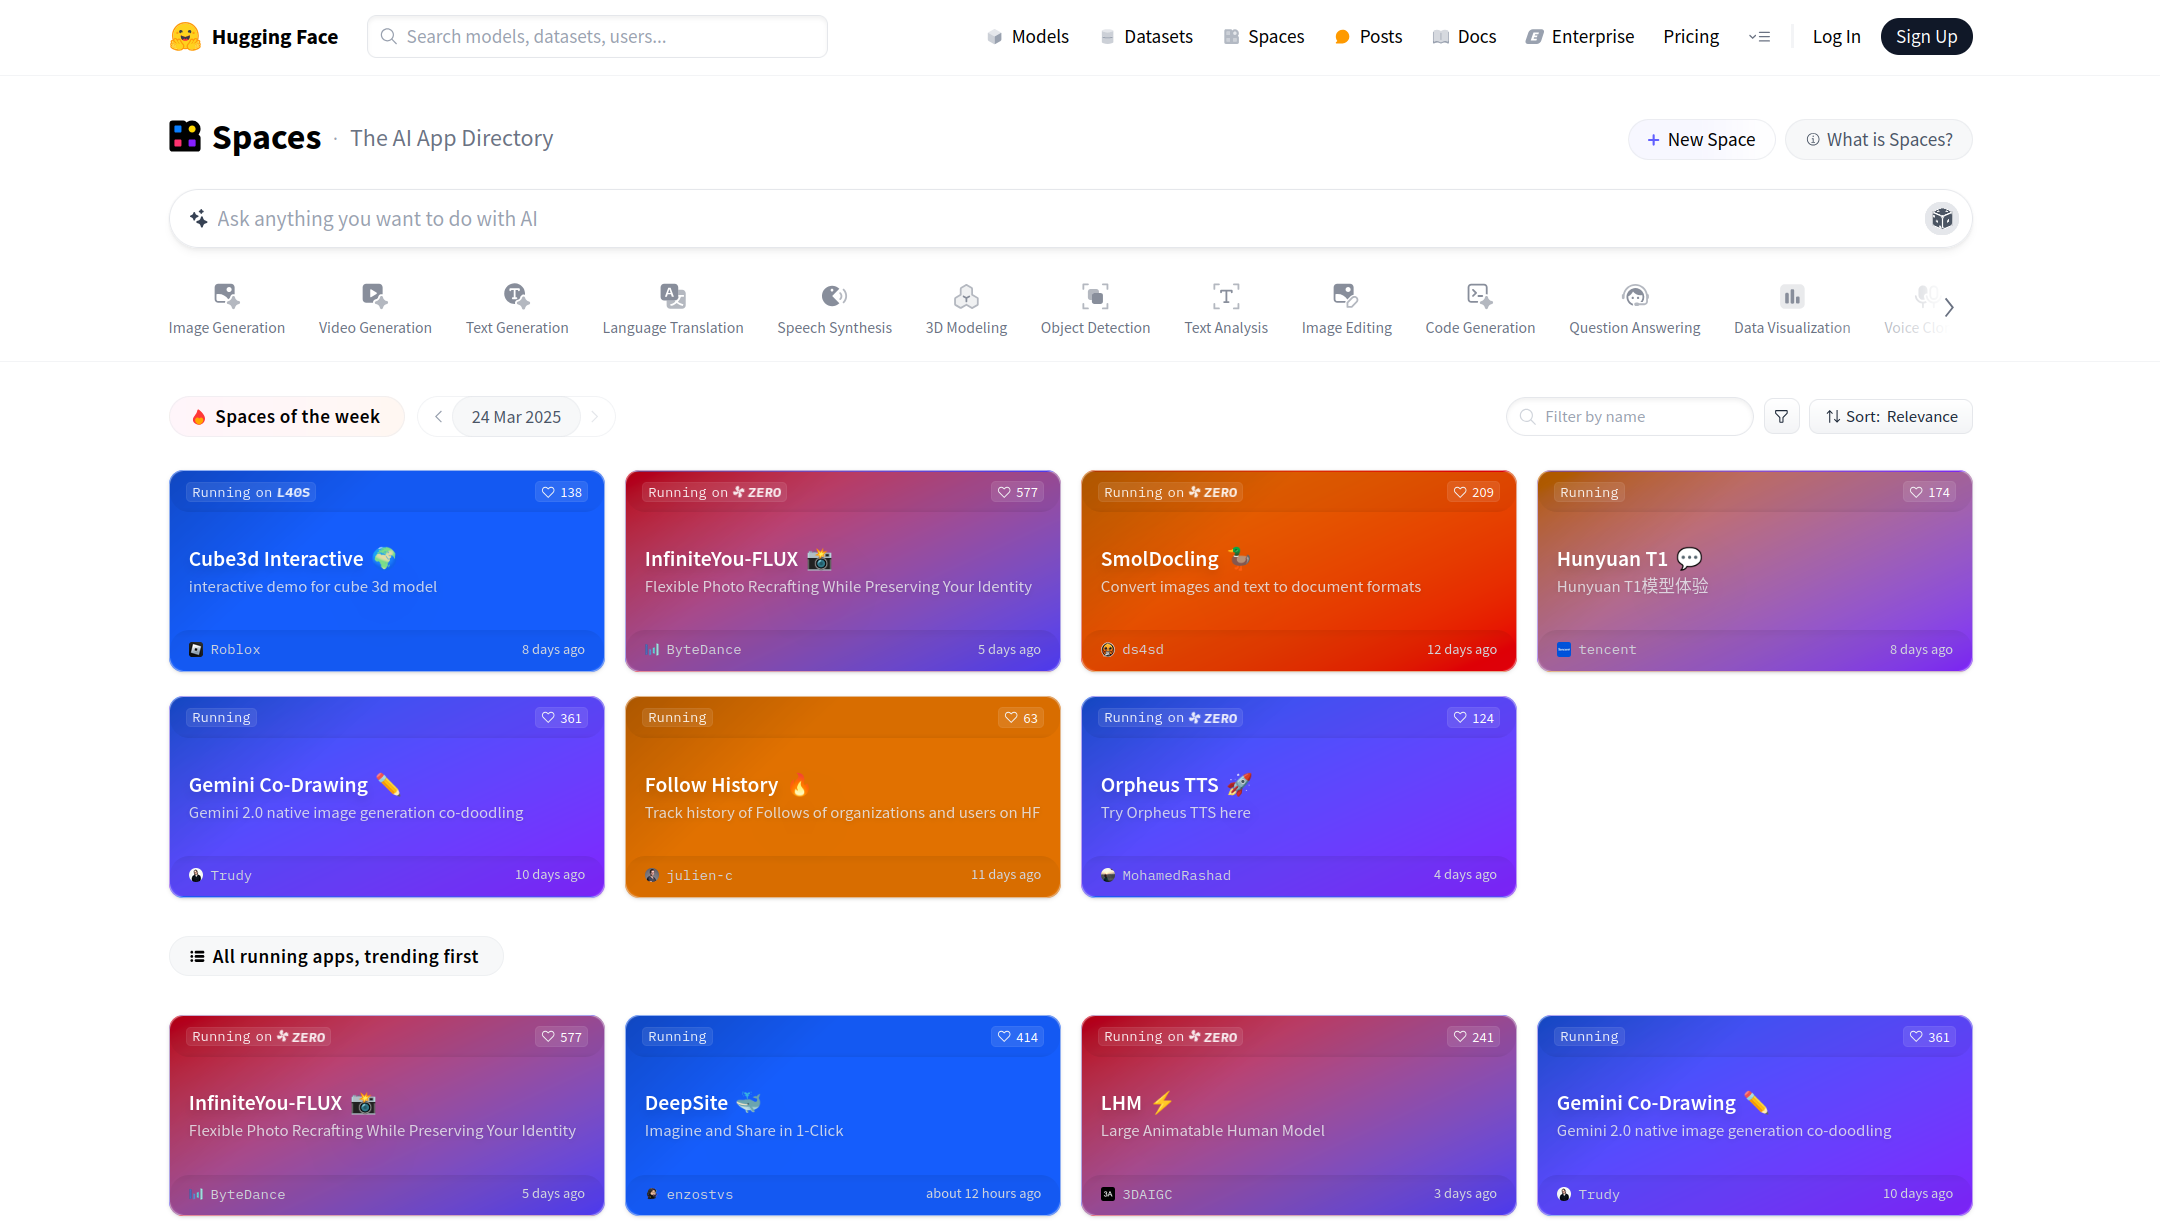 Hugging Face
Search models, datasets, users...
Models
Datasets
Spaces
Posts
Docs
Enterprise
Pricing
Log In
Sign Up
Spaces · The AI App Directory
+ New Space
What is Spaces?
Ask anything you want to do with AI
Image Generation
Video Generation
Text Generation
Language Translation
Speech Synthesis
3D Modeling
Object Detection
Text Analysis
Image Editing
Code Generation
Question Answering
Data Visualization
Voice Clo
Spaces of the week
24 Mar 2025
Filter by name
Sort: Relevance
Running on L40S
138
Cube3d Interactive
interactive demo for cube 3d model
Roblox
8 days ago
Running on ZERO
577
InfiniteYou-FLUX
Flexible Photo Recrafting While Preserving Your Identity
ByteDance
5 days ago
Running on ZERO
209
SmolDocling
Convert images and text to document formats
ds4sd
12 days ago
Running
174
Hunyuan T1
Hunyuan T1模型体验
tencent
8 days ago
Running
361
Gemini Co-Drawing
Gemini 2.0 native image generation co-doodling
Trudy
10 days ago
Running
63
Follow History
Track history of Follows of organizations and users on HF
julien-c
11 days ago
Running on ZERO
124
Orpheus TTS
Try Orpheus TTS here
MohamedRashad
4 days ago
All running apps, trending first
Running on ZERO
577
InfiniteYou-FLUX
Flexible Photo Recrafting While Preserving Your Identity
ByteDance
5 days ago
Running
414
DeepSite
Imagine and Share in 1-Click
enzostvs
about 12 hours ago
Running on ZERO
241
LHM
Large Animatable Human Model
3DAIGC
3 days ago
Running
361
Gemini Co-Drawing
Gemini 2.0 native image generation co-doodling
Trudy
10 days ago